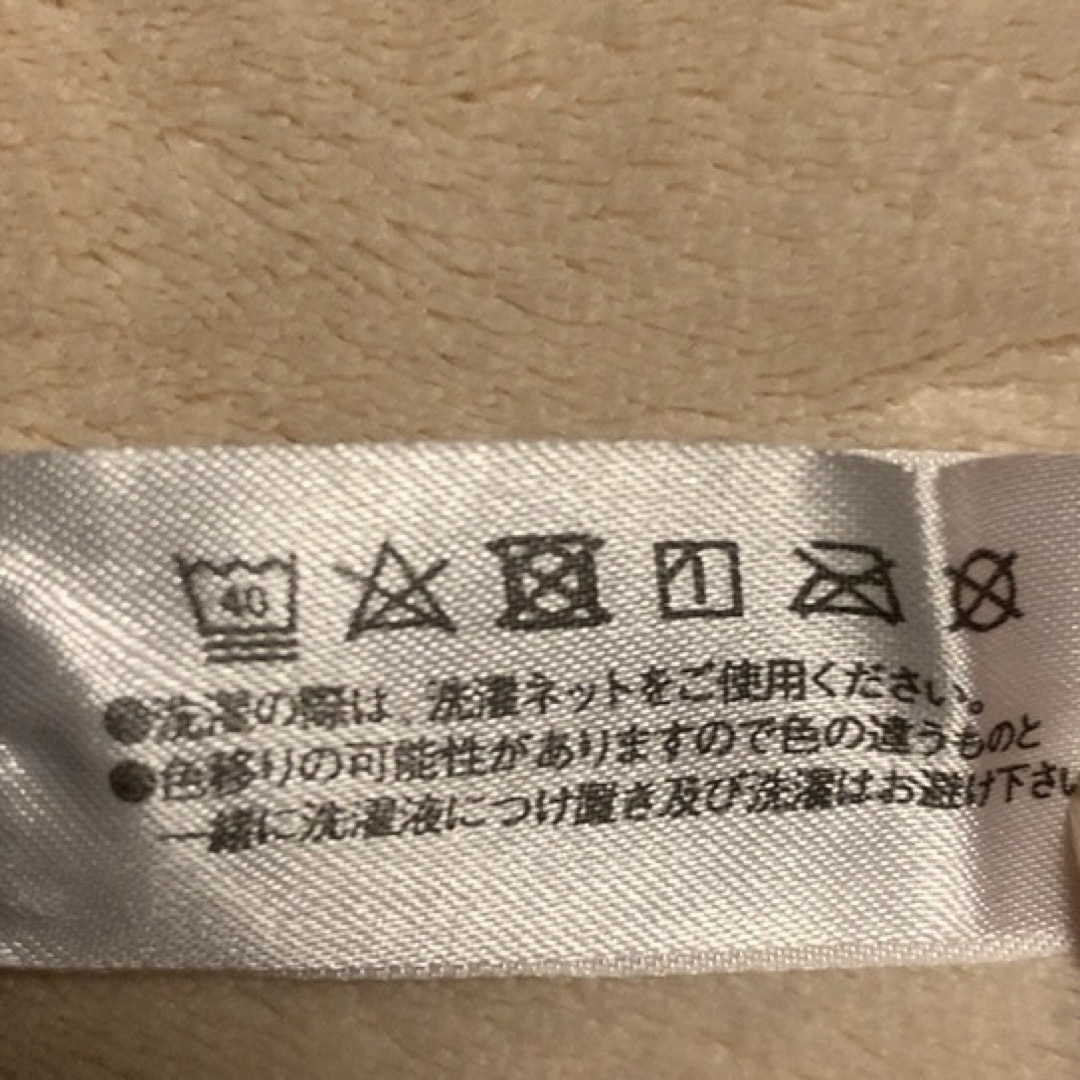 40
●洗濯の際は、洗濯ネットをご使用ください。
●色移りの可能性がありますので色の違うものと
一緒に洗濯液につけ置き及び洗濯はお避け下さい